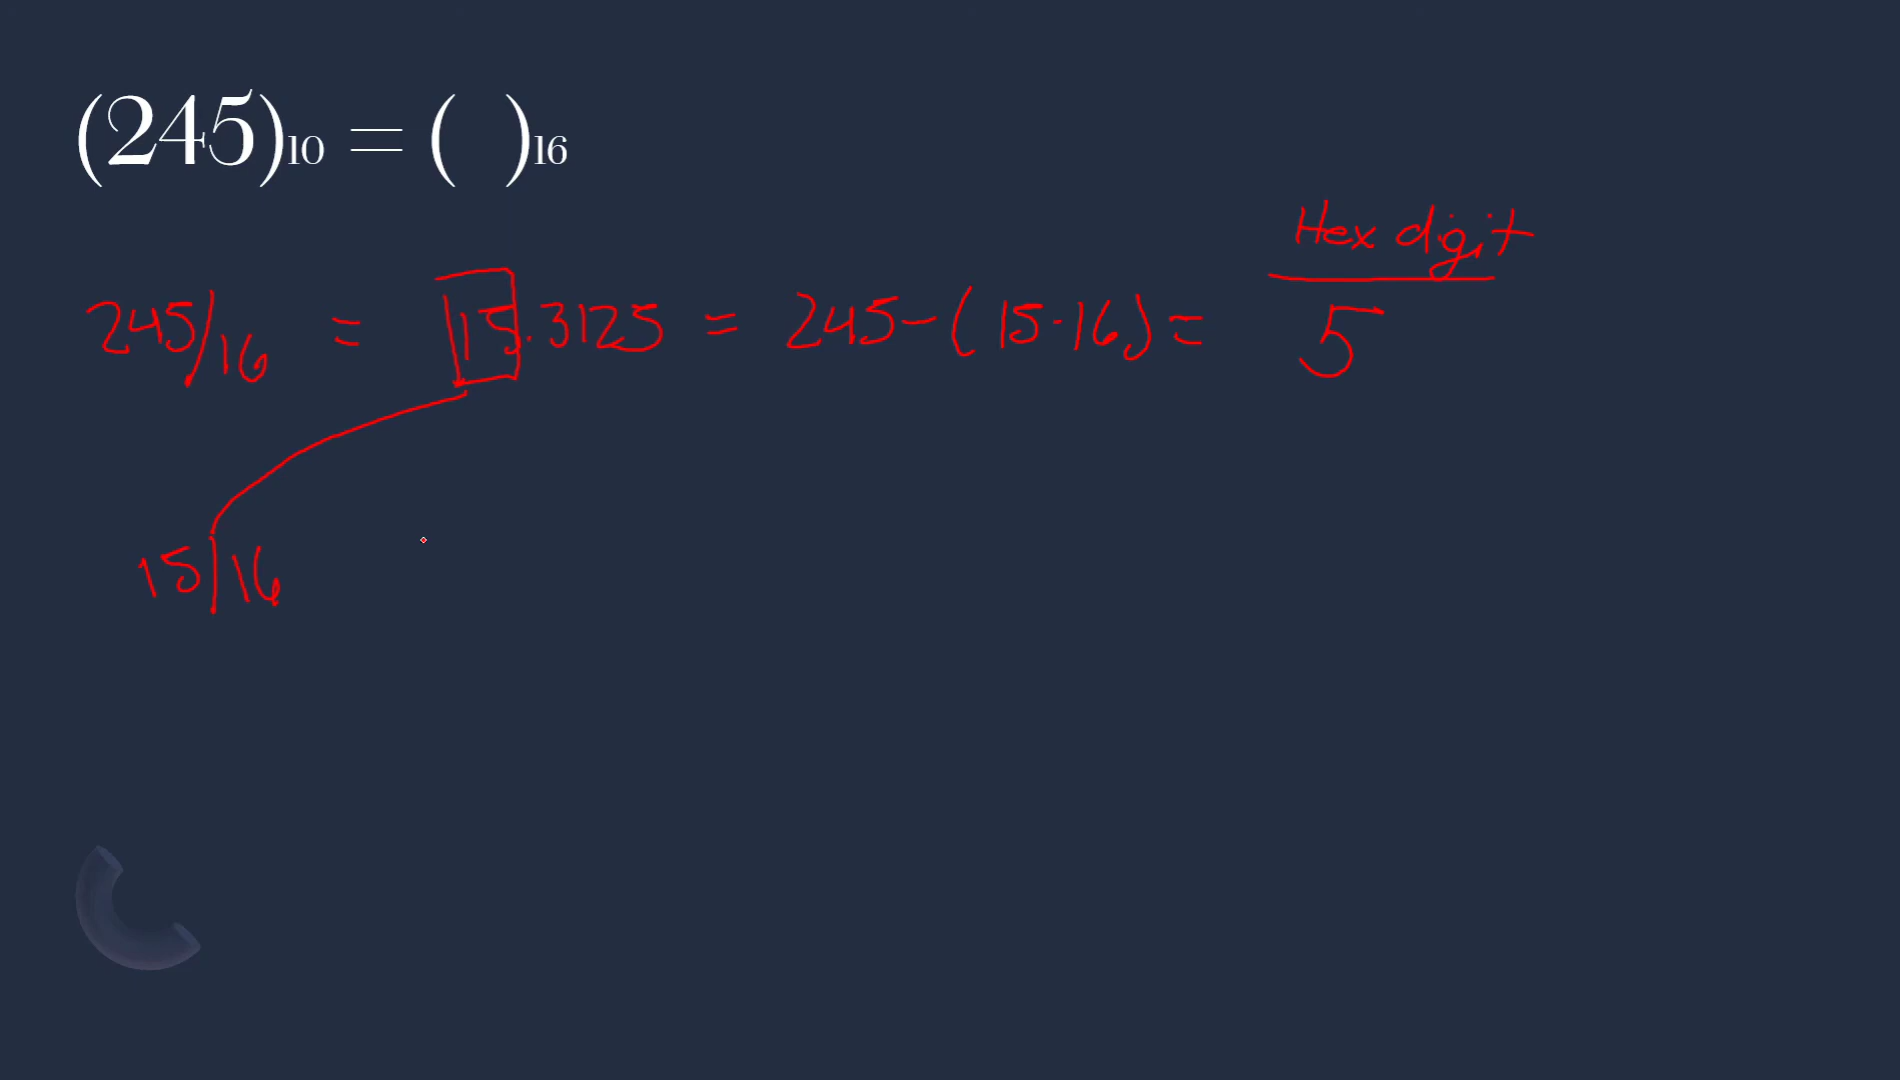 (245)10 = ( )16
Hex digit
245/16 = 15.3125 = 245-(15·16) = 5
15/16